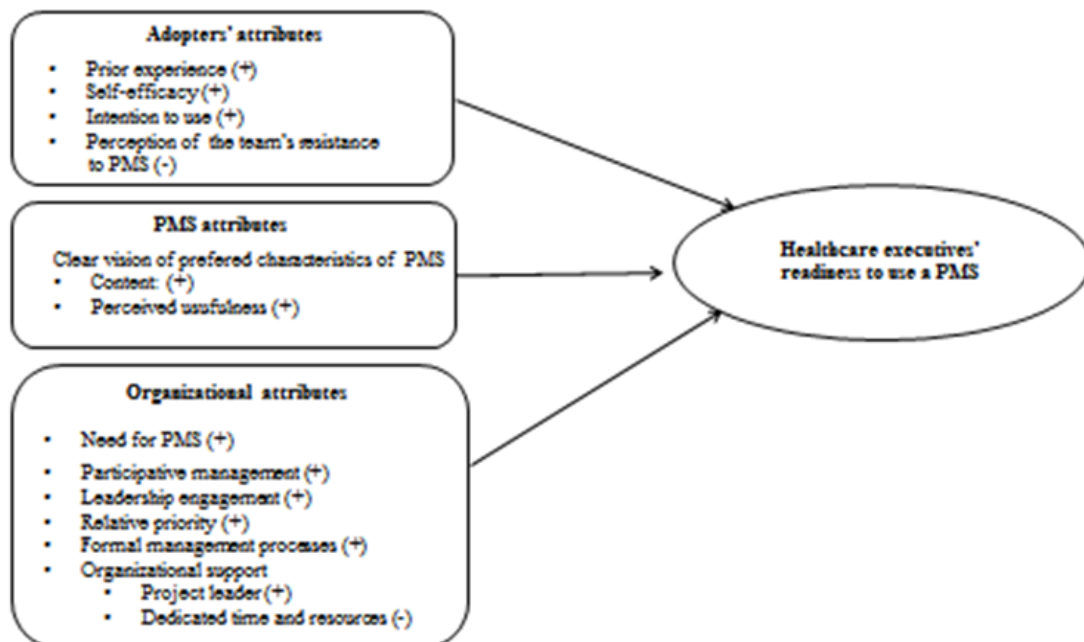 Adopters' attributes
• Prior experience (+)
• Self-efficacy (+)
• Intention to use (+)
• Perception of the team's resistance
to PMS (-)
PMS attributes
Clear vision of prefered characteristics of PMS
• Content: (+)
• Perceived usufulness (+)
Organizational attributes
• Need for PMS (+)
• Participative management (+)
• Leadership engagement (+)
• Relative priority (+)
• Formal management processes (+)
• Organizational support
• Project leader (+)
• Dedicated time and resources (-)
Healthcare executives'
readiness to use a PMS